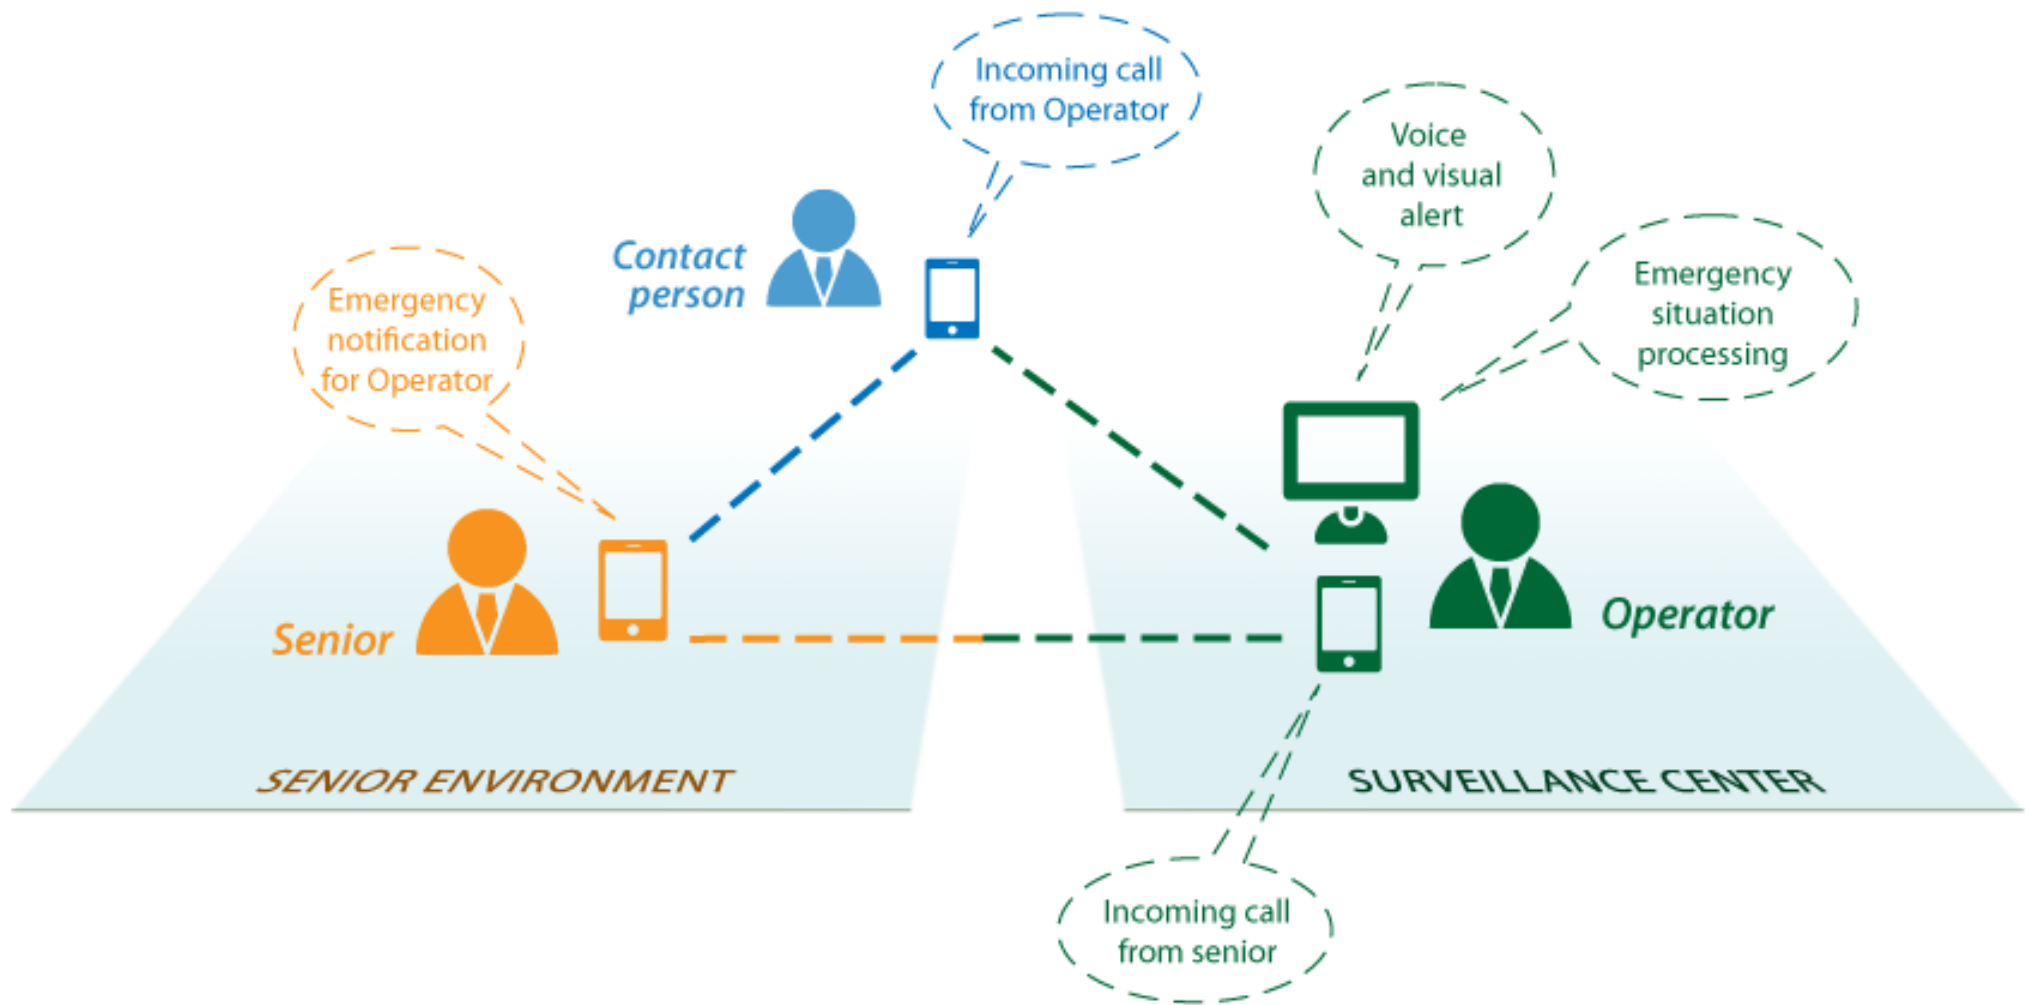 Incoming call
from Operator
Voice
and visual
alert
Contact
person
Emergency
notification
for Operator
Emergency
situation
processing
Senior
Operator
SENIOR ENVIRONMENT
SURVEILLANCE CENTER
Incoming call
from senior